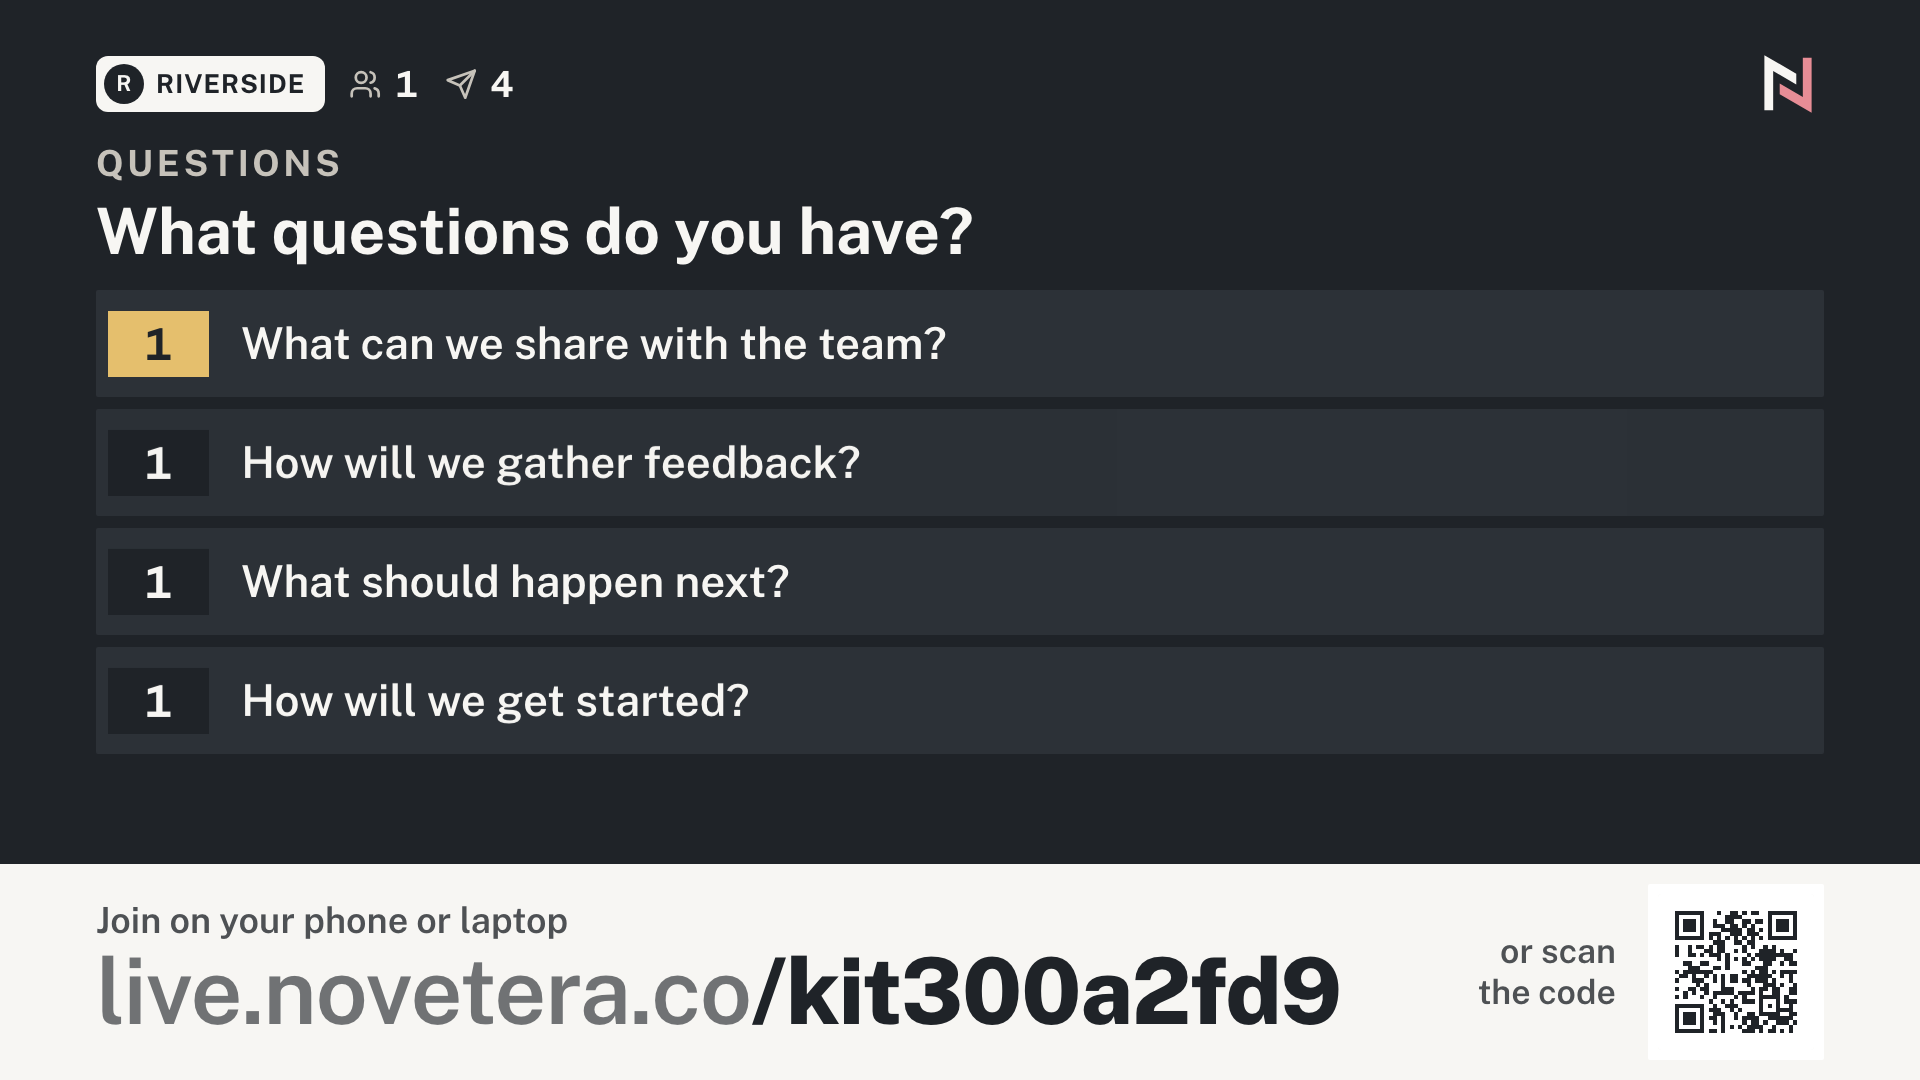 R RIVERSIDE 1 4
QUESTIONS
What questions do you have?
1 What can we share with the team?
1 How will we gather feedback?
1 What should happen next?
1 How will we get started?
Join on your phone or laptop
live.novetera.co/kit300a2fd9
or scan
the code